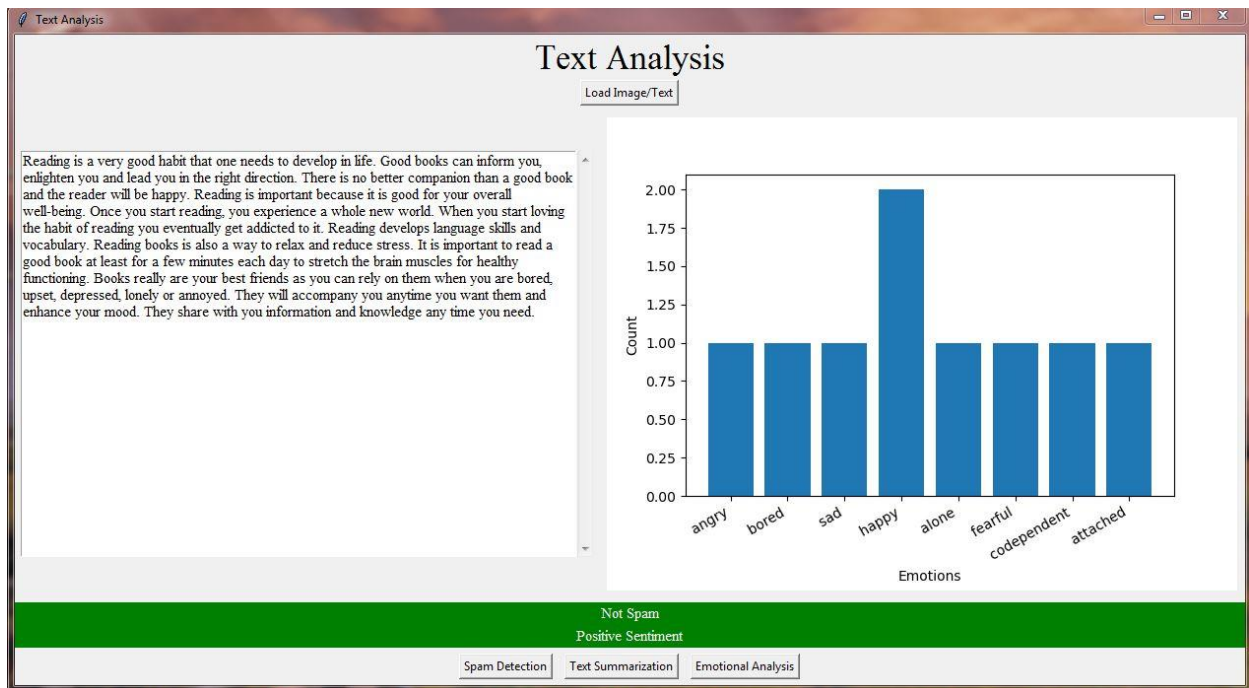 Text Analysis
Text Analysis
Load Image/Text
Reading is a very good habit that one needs to develop in life. Good books can inform you,
enlighten you and lead you in the right direction. There is no better companion than a good book
and the reader will be happy. Reading is important because it is good for your overall
well-being. Once you start reading, you experience a whole new world. When you start loving
the habit of reading you eventually get addicted to it. Reading develops language skills and
vocabulary. Reading books is also a way to relax and reduce stress. It is important to read a
good book at least for a few minutes each day to stretch the brain muscles for healthy
functioning. Books really are your best friends as you can rely on them when you are bored,
upset, depressed, lonely or annoyed. They will accompany you anytime you want them and
enhance your mood. They share with you information and knowledge any time you need.
2.00
1.75
1.50
1.25
1.00
0.75
0.50
0.25
0.00
Count
angry bored sad happy alone fearful codependent attached
Emotions
Not Spam
Positive Sentiment
Spam Detection Text Summarization Emotional Analysis